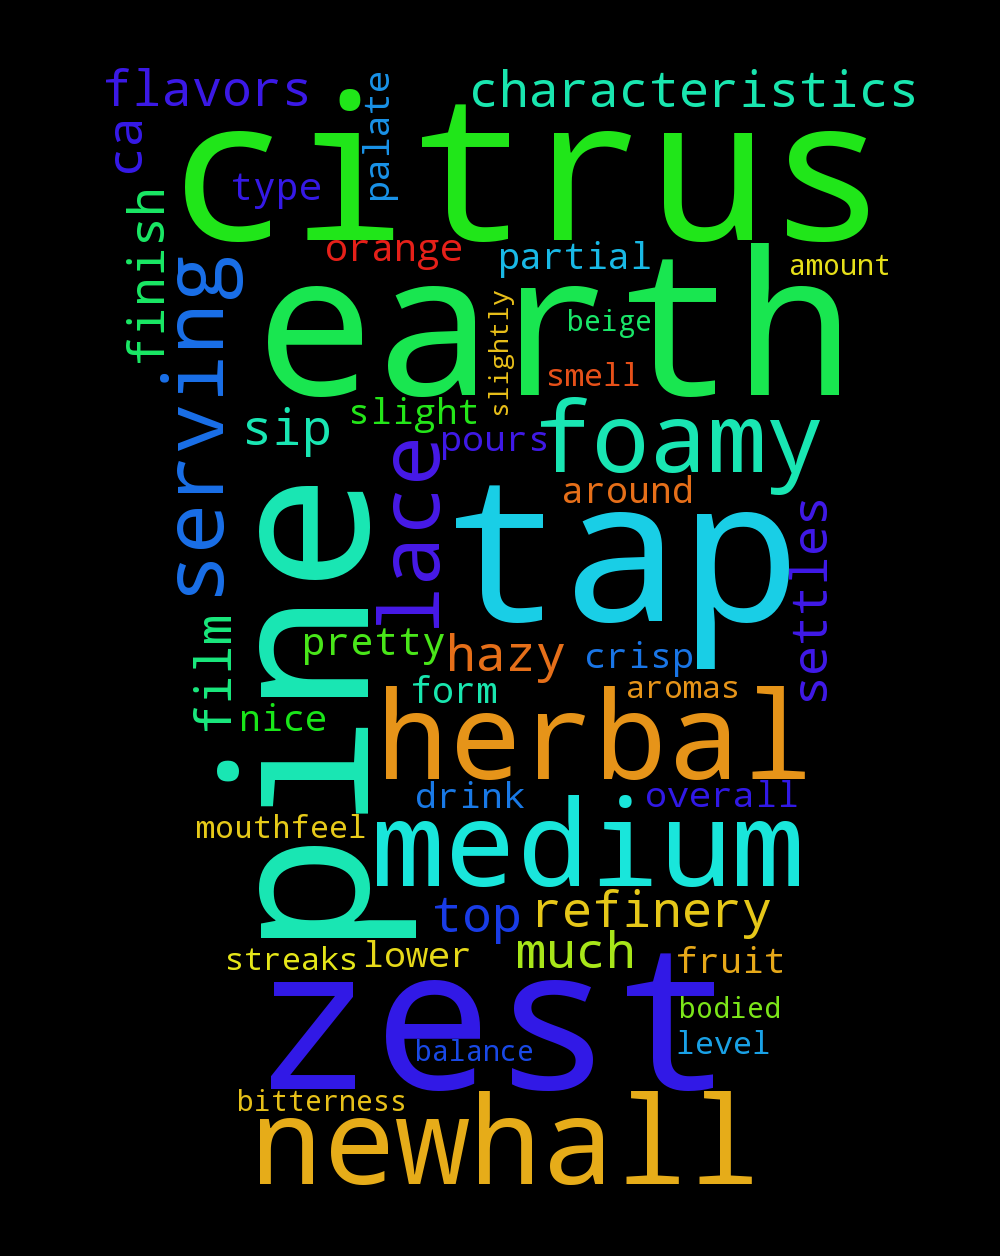 flavors
characteristics
palate
ca
citrus
type
finish
orange
partial
amount
serving
earth
slightly
beige
smell
sip
slight
foamy
pours
lace
around
tap
settles
pine
film
pretty
hazy
crisp
form
aromas
nice
herbal
drink
overall
mouthfeel
medium
top
refinery
much
streaks
lower
fruit
zest
bodied
level
balance
bitterness
newhall